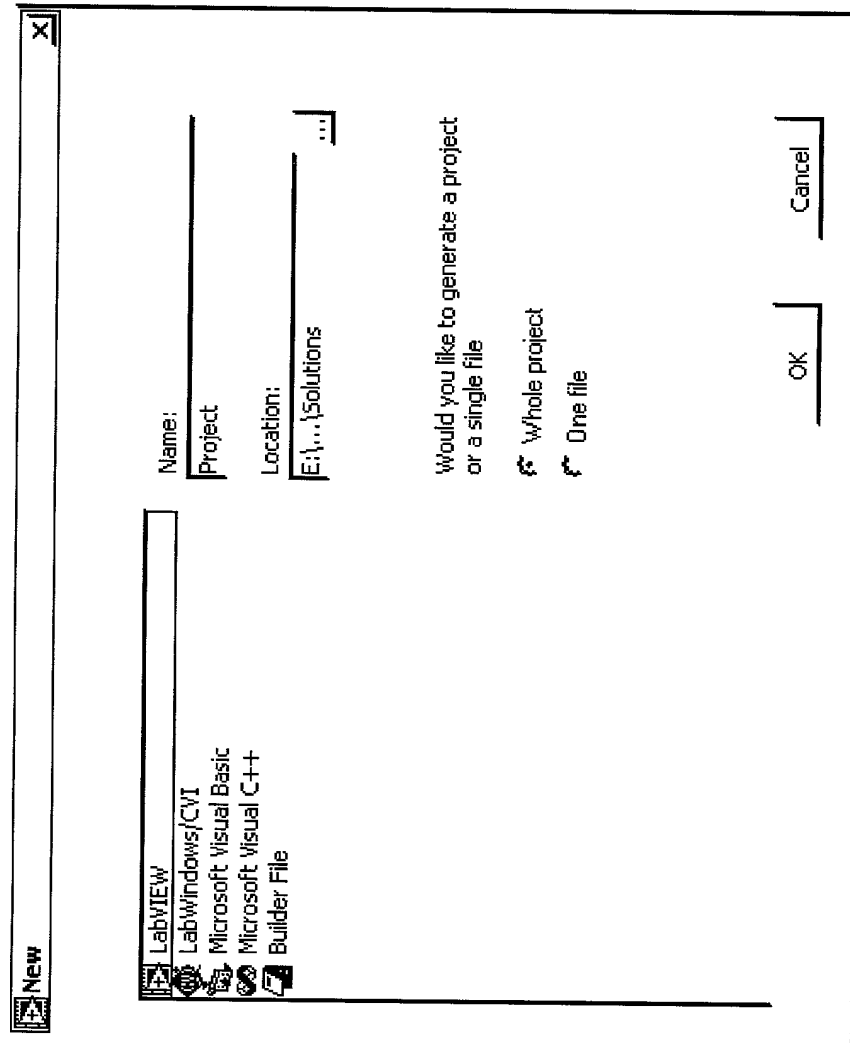 New
LabVIEW
LabWindows/CVI
Microsoft Visual Basic
Microsoft Visual C++
Builder File
Name:
Project
Location:
E:\...\Solutions
...
Would you like to generate a project
or a single file
Whole project
One file
OK
Cancel